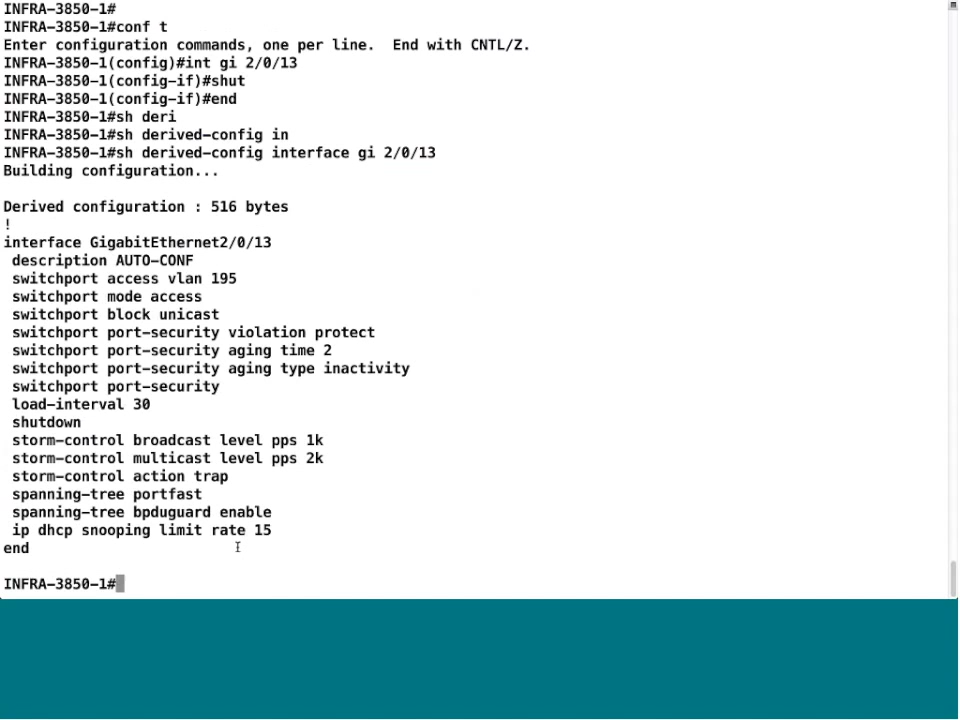 INFRA-3850-1#
INFRA-3850-1#conf t
Enter configuration commands, one per line.  End with CNTL/Z.
INFRA-3850-1(config)#int gi 2/0/13
INFRA-3850-1(config-if)#shut
INFRA-3850-1(config-if)#end
INFRA-3850-1#sh deri
INFRA-3850-1#sh derived-config in
INFRA-3850-1#sh derived-config interface gi 2/0/13
Building configuration...
Derived configuration : 516 bytes
!
interface GigabitEthernet2/0/13
 description AUTO-CONF
 switchport access vlan 195
 switchport mode access
 switchport block unicast
 switchport port-security violation protect
 switchport port-security aging time 2
 switchport port-security aging type inactivity
 switchport port-security
 load-interval 30
 shutdown
 storm-control broadcast level pps 1k
 storm-control multicast level pps 2k
 storm-control action trap
 spanning-tree portfast
 spanning-tree bpduguard enable
 ip dhcp snooping limit rate 15
end
INFRA-3850-1#